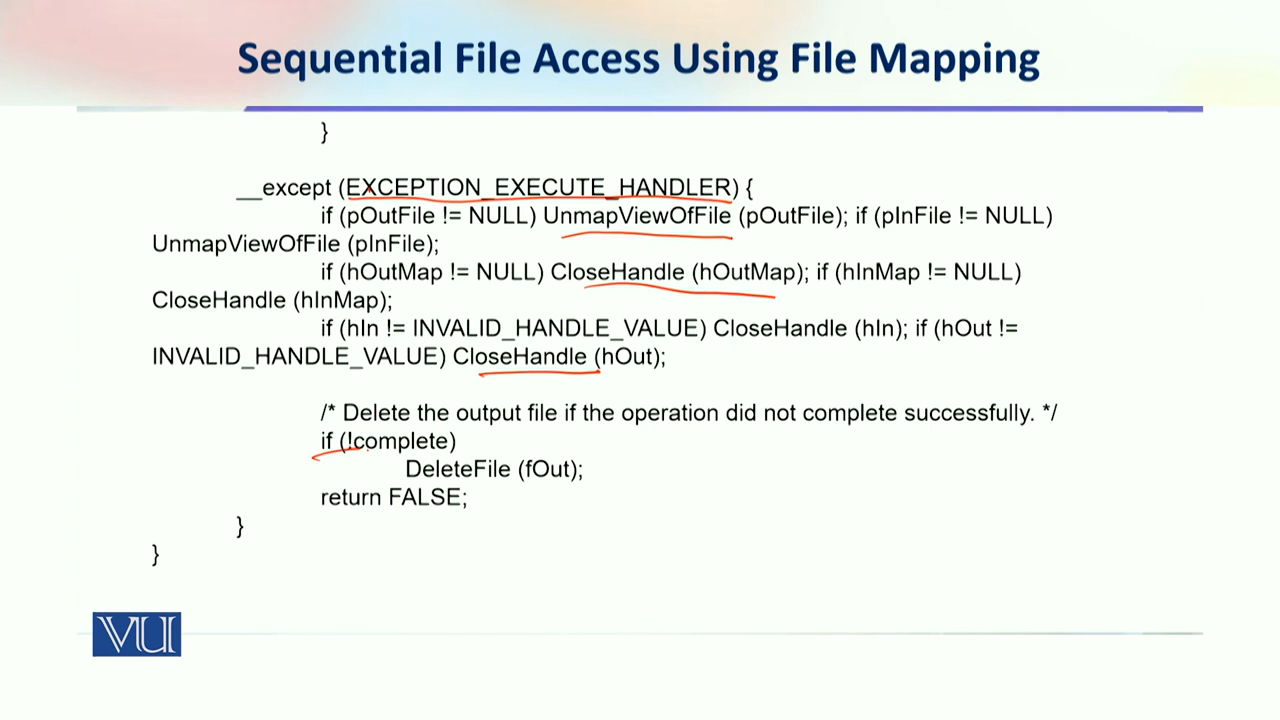 Sequential File Access Using File Mapping
}
__except (EXCEPTION_EXECUTE_HANDLER) {
if (pOutFile != NULL) UnmapViewOfFile (pOutFile); if (pInFile != NULL)
UnmapViewOfFile (pInFile);
if (hOutMap != NULL) CloseHandle (hOutMap); if (hInMap != NULL)
CloseHandle (hInMap);
if (hIn != INVALID_HANDLE_VALUE) CloseHandle (hIn); if (hOut !=
INVALID_HANDLE_VALUE) CloseHandle (hOut);
/* Delete the output file if the operation did not complete successfully. */
if (!complete)
DeleteFile (fOut);
return FALSE;
}
}
VU